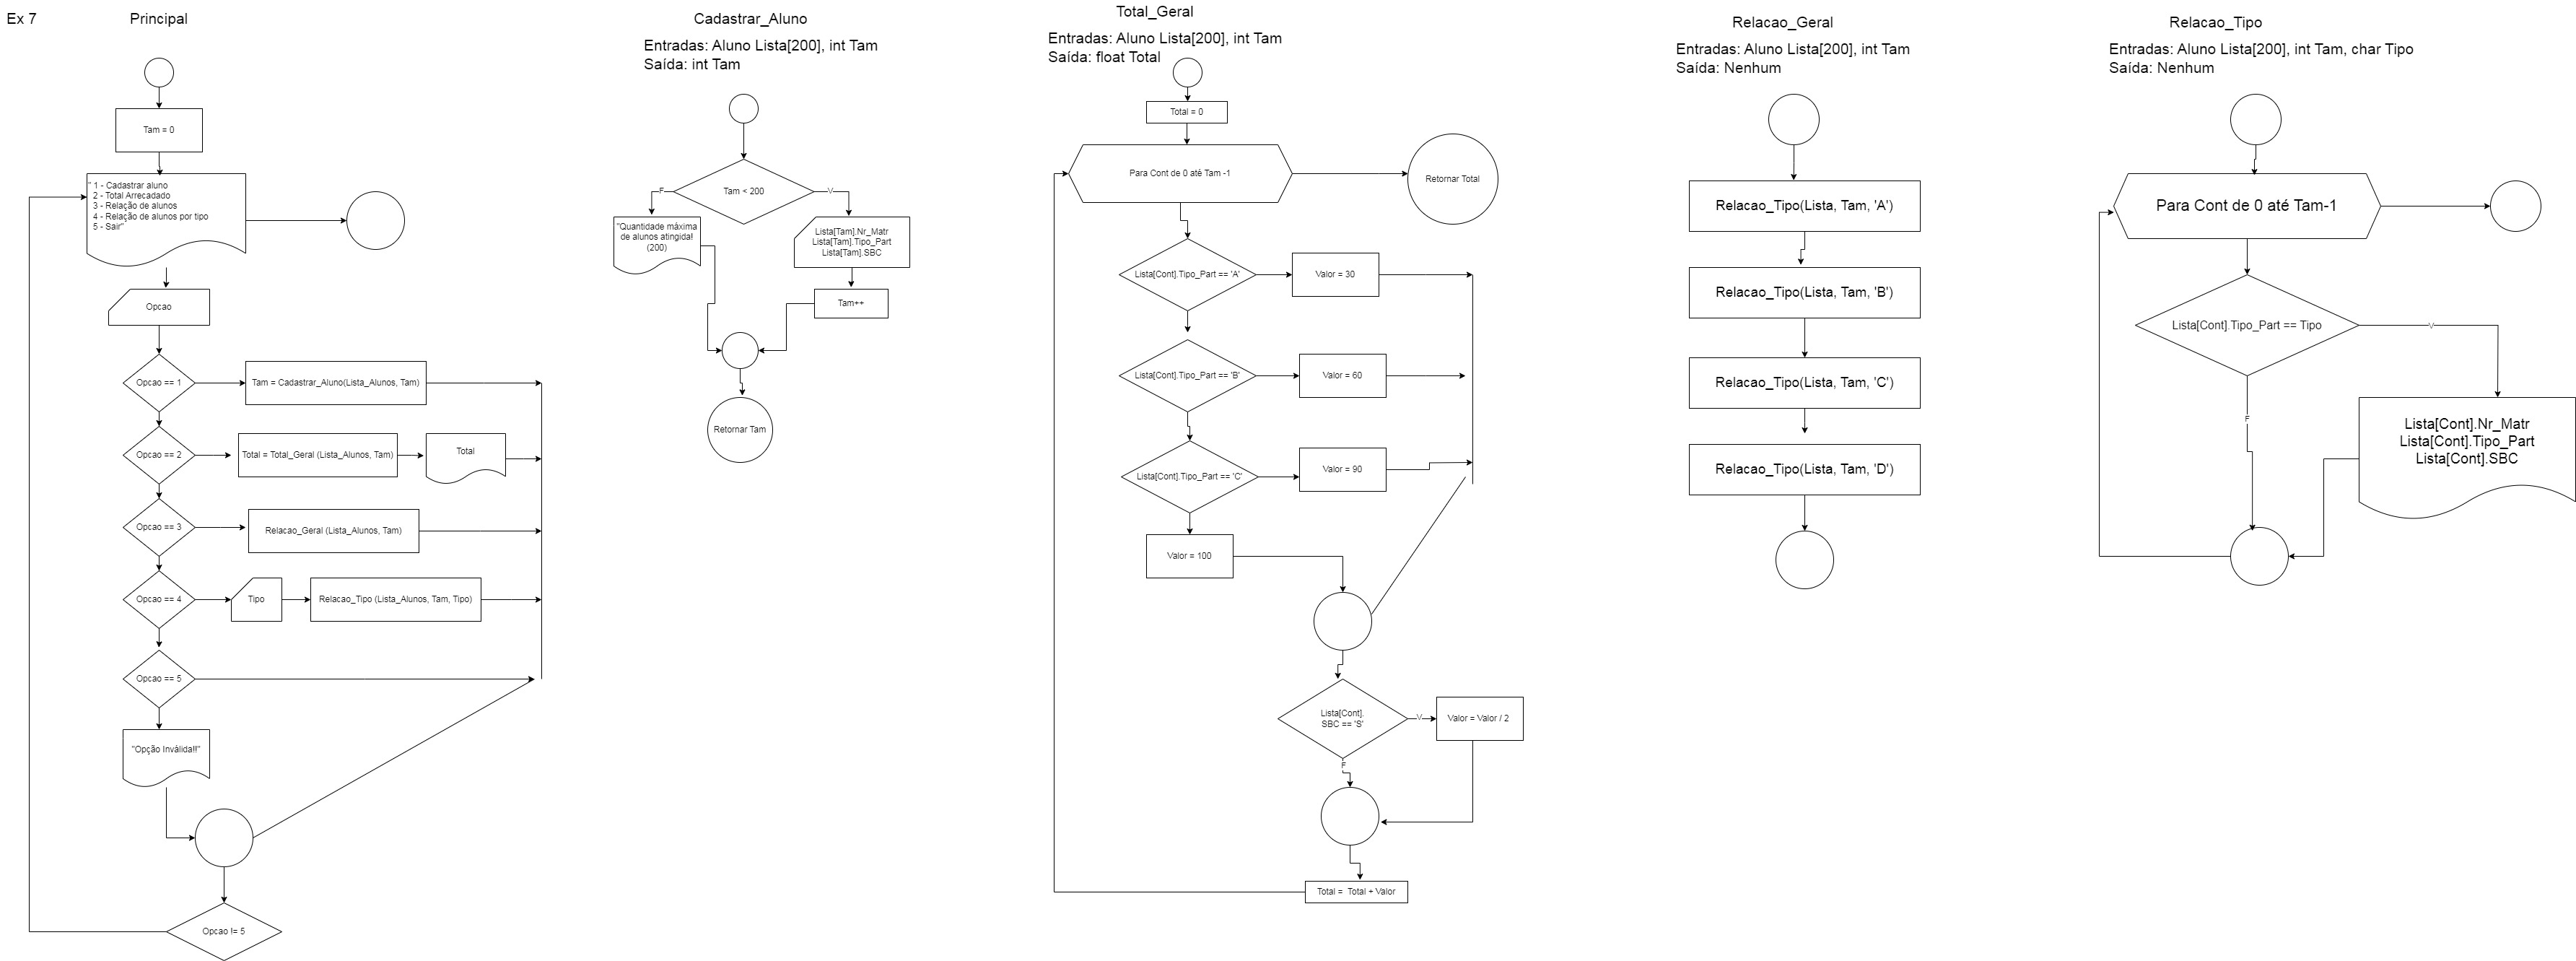 Ex 7
Principal
Tam = 0
" 1 - Cadastrar aluno
2 - Total Arrecadado
3 - Relação de alunos
4 - Relação de alunos por tipo
5 - Sair"
Opcao
Opcao == 1
Tam = Cadastrar_Aluno(Lista_Alunos, Tam)
Opcao == 2
Total = Total_Geral (Lista_Alunos, Tam)
Total
Opcao == 3
Relacao_Geral (Lista_Alunos, Tam)
Opcao == 4
Tipo
Relacao_Tipo (Lista_Alunos, Tam, Tipo)
Opcao == 5
"Opção Inválida!!"
Opcao != 5
Cadastrar_Aluno
Entradas: Aluno Lista[200], int Tam
Saída: int Tam
Tam < 200
F
V
"Quantidade máxima
de alunos atingida!
(200)
Lista[Tam].Nr_Matr
Lista[Tam].Tipo_Part
Lista[Tam].SBC
Tam++
Retornar Tam
Total_Geral
Entradas: Aluno Lista[200], int Tam
Saída: float Total
Total = 0
Para Cont de 0 até Tam -1
Retornar Total
Lista[Cont].Tipo_Part == 'A'
Valor = 30
Lista[Cont].Tipo_Part == 'B'
Valor = 60
Lista[Cont].Tipo_Part == 'C'
Valor = 90
Valor = 100
Lista[Cont].
SBC == 'S'
V
Valor = Valor / 2
F
Total = Total + Valor
Relacao_Geral
Entradas: Aluno Lista[200], int Tam
Saída: Nenhum
Relacao_Tipo(Lista, Tam, 'A')
Relacao_Tipo(Lista, Tam, 'B')
Relacao_Tipo(Lista, Tam, 'C')
Relacao_Tipo(Lista, Tam, 'D')
Relacao_Tipo
Entradas: Aluno Lista[200], int Tam, char Tipo
Saída: Nenhum
Para Cont de 0 até Tam-1
Lista[Cont].Tipo_Part == Tipo
V
F
Lista[Cont].Nr_Matr
Lista[Cont].Tipo_Part
Lista[Cont].SBC